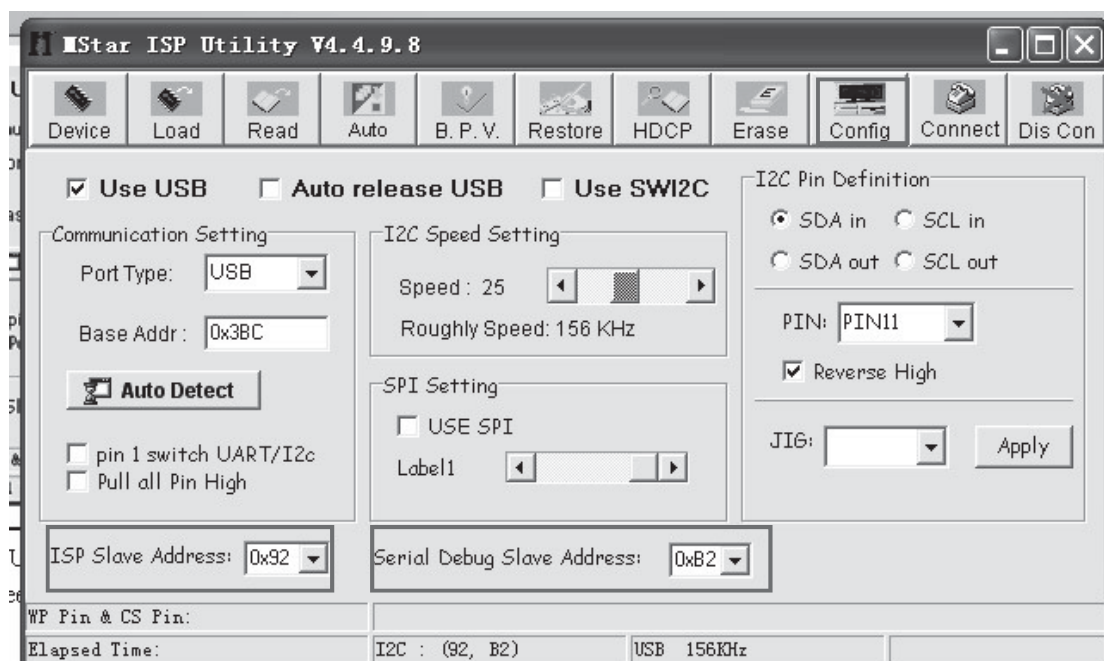 MStar ISP Utility V4.4.9.8
Device Load Read Auto B. P. V. Restore HDCP Erase Config Connect Dis Con
Use USB Auto release USB Use SWI2C
Communication Setting
Port Type: USB
Base Addr : 0x3BC
Auto Detect
pin 1 switch UART/I2c
Pull all Pin High
I2C Speed Setting
Speed : 25
Roughly Speed: 156 KHz
SPI Setting
USE SPI
Label1
I2C Pin Definition
SDA in SCL in
SDA out SCL out
PIN: PIN11
Reverse High
JIG:
Apply
ISP Slave Address: 0x92
Serial Debug Slave Address: 0xB2
WP Pin & CS Pin:
Elapsed Time: I2C : (92, B2) USB 156KHz